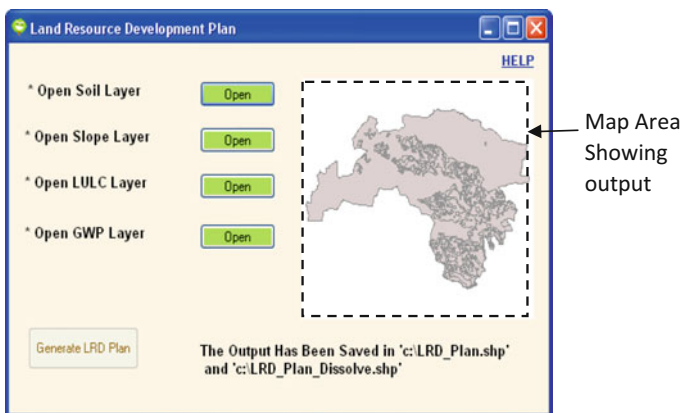 Land Resource Development Plan
HELP
* Open Soil Layer
Open
* Open Slope Layer
Open
* Open LULC Layer
Open
* Open GWP Layer
Open
Map Area
Showing
output
Generate LRD Plan
The Output Has Been Saved in 'c:\LRD_Plan.shp'
and 'c:\LRD_Plan_Dissolve.shp'